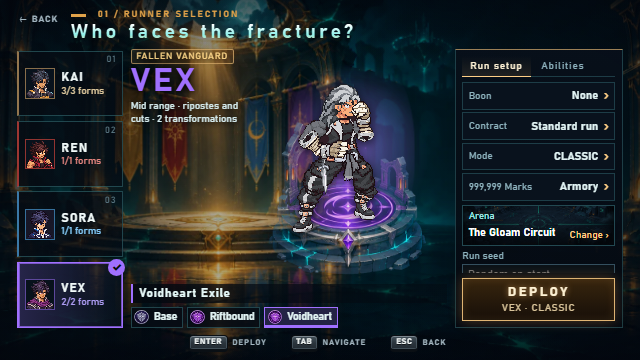 ← BACK
01 / RUNNER SELECTION
Who faces the fracture?
01
KAI
3/3 forms
02
REN
1/1 forms
03
SORA
1/1 forms
VEX
2/2 forms
FALLEN VANGUARD
VEX
Mid range · ripostes and
cuts · 2 transformations
Voidheart Exile
Base
Riftbound
Voidheart
Run setup
Abilities
Boon
None ›
Contract
Standard run ›
Mode
CLASSIC ›
999,999 Marks
Armory ›
Arena
The Gloam Circuit
Change ›
Run seed
DEPLOY
VEX · CLASSIC
ENTER DEPLOY
TAB NAVIGATE
ESC BACK